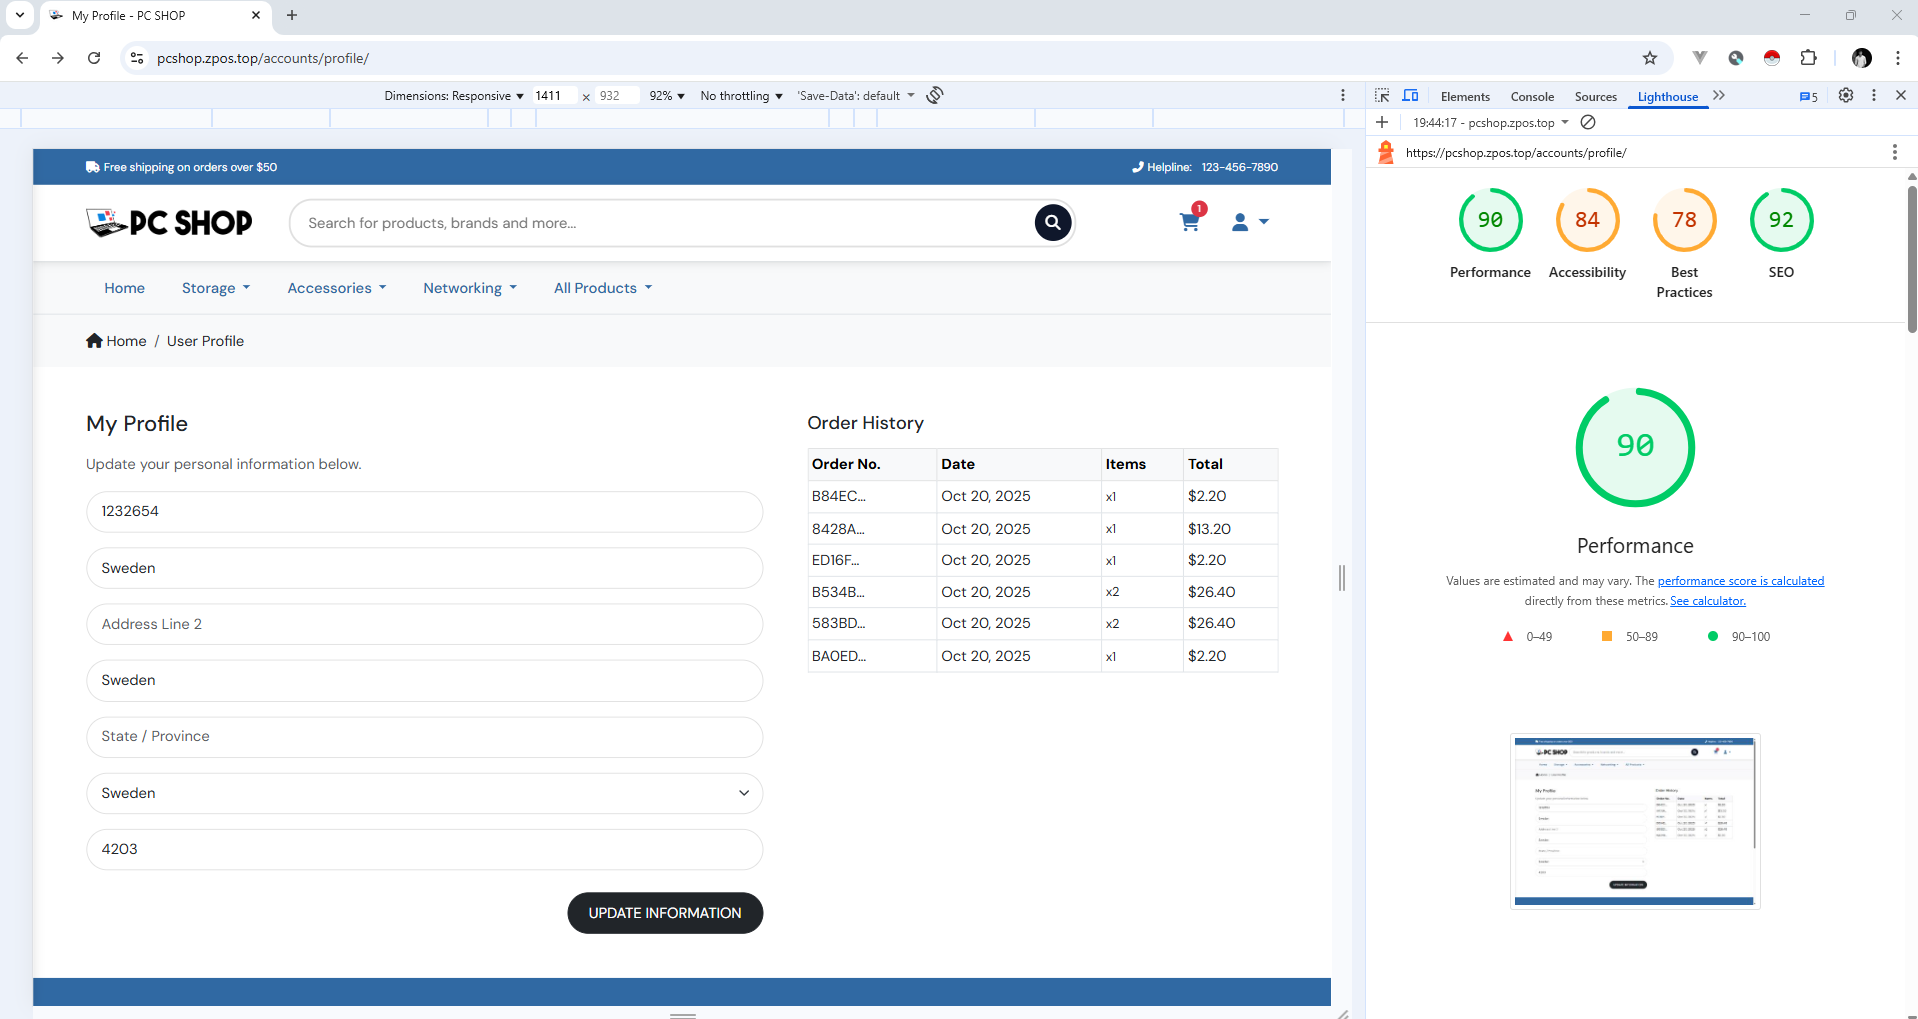 My Profile - PC SHOP
pcshop.zpos.top/accounts/profile/
Dimensions: Responsive 1411 × 932 92% No throttling 'Save-Data': default
Elements Console Sources Lighthouse 5
19:44:17 - pcshop.zpos.top
https://pcshop.zpos.top/accounts/profile/
Free shipping on orders over $50
Helpline: 123-456-7890
PC SHOP
Search for products, brands and more...
1
Home Storage Accessories Networking All Products
Home / User Profile
My Profile
Update your personal information below.
1232654
Sweden
Address Line 2
Sweden
State / Province
Sweden
4203
UPDATE INFORMATION
Order History
Order No. Date Items Total
B84EC... Oct 20, 2025 x1 $2.20
8428A... Oct 20, 2025 x1 $13.20
ED16F... Oct 20, 2025 x1 $2.20
B534B... Oct 20, 2025 x2 $26.40
583BD... Oct 20, 2025 x2 $26.40
BA0ED... Oct 20, 2025 x1 $2.20
90 84 78 92
Performance Accessibility Best Practices SEO
90
Performance
Values are estimated and may vary. The performance score is calculated
directly from these metrics. See calculator.
0–49 50–89 90–100
PC SHOP
My Profile
Order History